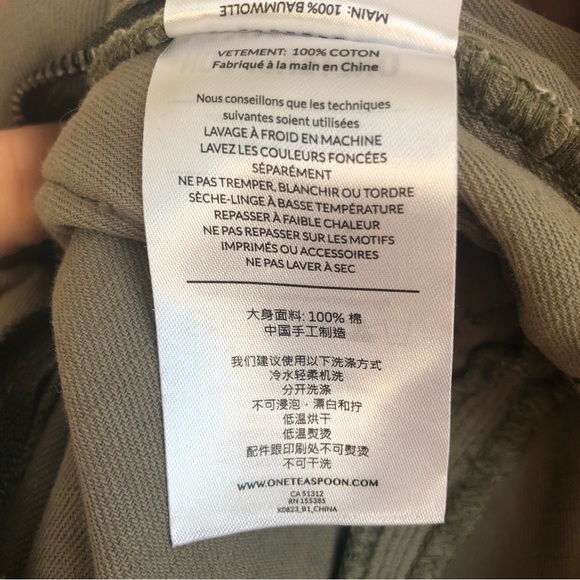 MAIN: 100% BAUMWOLLE
VETEMENT: 100% COTON
Fabriqué à la main en Chine
Nous conseillons que les techniques
suivantes soient utilisées
LAVAGE À FROID EN MACHINE
LAVEZ LES COULEURS FONCÉES
SÉPARÉMENT
NE PAS TREMPER, BLANCHIR OU TORDRE
SÈCHE-LINGE À BASSE TEMPÉRATURE
REPASSER À FAIBLE CHALEUR
NE PAS REPASSER SUR LES MOTIFS
IMPRIMÉS OU ACCESSOIRES
NE PAS LAVER À SEC
大身面料: 100% 棉
中国手工制造
我们建议使用以下洗涤方式
冷水轻柔机洗
分开洗涤
不可浸泡·漂白和拧
低温烘干
低温熨烫
配件跟印刷处不可熨烫
不可干洗
WWW.ONETEASPOON.COM
CA 51312
RN 155385
X0823_B1_CHINA